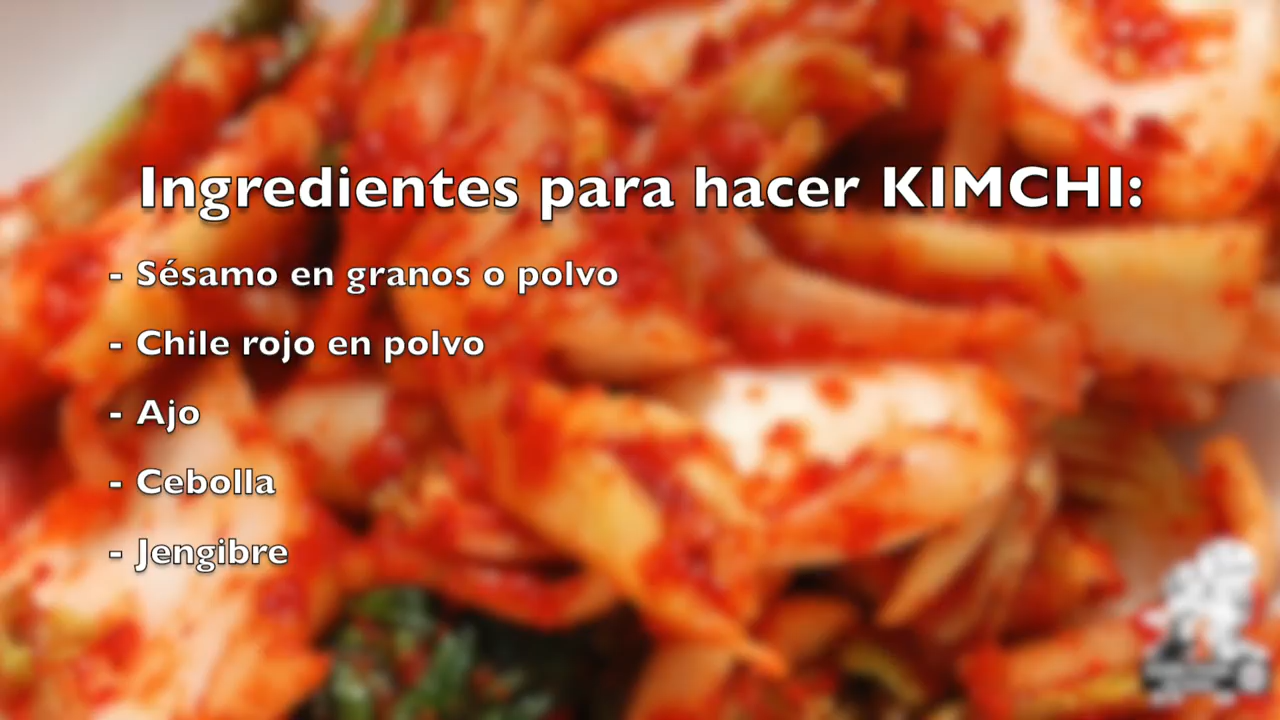 Ingredientes para hacer KIMCHI:
- Sésamo en granos o polvo
- Chile rojo en polvo
- Ajo
- Cebolla
- Jengibre